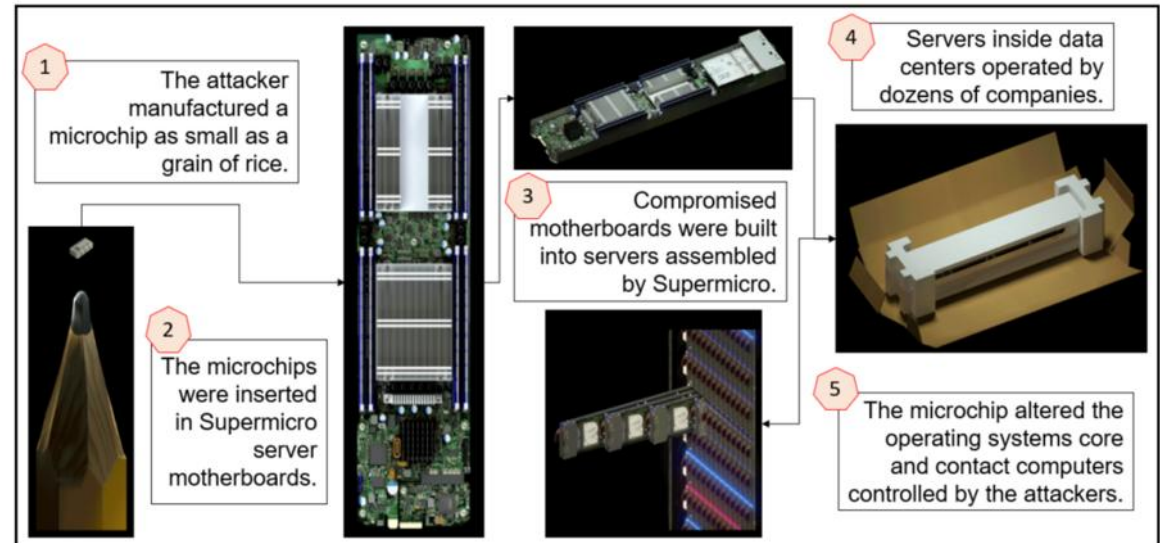 1
The attacker
manufactured a
microchip as small as a
grain of rice.
2
The microchips
were inserted
in Supermicro
server
motherboards.
3
Compromised
motherboards were built
into servers assembled
by Supermicro.
4
Servers inside data
centers operated by
dozens of companies.
5
The microchip altered the
operating systems core
and contact computers
controlled by the attackers.